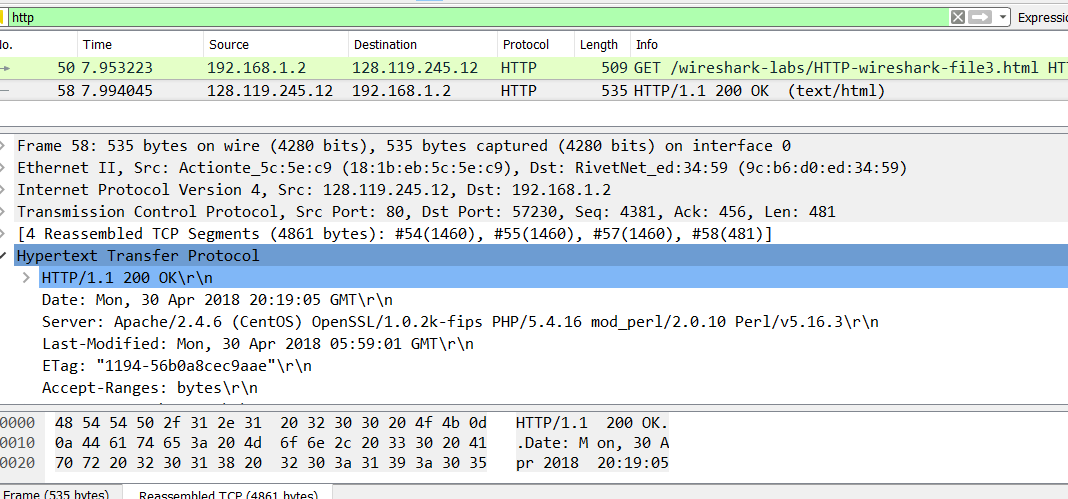 http Expressi
No. Time Source Destination Protocol Length Info
50 7.953223 192.168.1.2 128.119.245.12 HTTP 509 GET /wireshark-labs/HTTP-wireshark-file3.html HT
58 7.994045 128.119.245.12 192.168.1.2 HTTP 535 HTTP/1.1 200 OK (text/html)
Frame 58: 535 bytes on wire (4280 bits), 535 bytes captured (4280 bits) on interface 0
Ethernet II, Src: Actionte_5c:5e:c9 (18:1b:eb:5c:5e:c9), Dst: RivetNet_ed:34:59 (9c:b6:d0:ed:34:59)
Internet Protocol Version 4, Src: 128.119.245.12, Dst: 192.168.1.2
Transmission Control Protocol, Src Port: 80, Dst Port: 57230, Seq: 4381, Ack: 456, Len: 481
[4 Reassembled TCP Segments (4861 bytes): #54(1460), #55(1460), #57(1460), #58(481)]
Hypertext Transfer Protocol
HTTP/1.1 200 OK\r\n
Date: Mon, 30 Apr 2018 20:19:05 GMT\r\n
Server: Apache/2.4.6 (CentOS) OpenSSL/1.0.2k-fips PHP/5.4.16 mod_perl/2.0.10 Perl/v5.16.3\r\n
Last-Modified: Mon, 30 Apr 2018 05:59:01 GMT\r\n
ETag: "1194-56b0a8cec9aae"\r\n
Accept-Ranges: bytes\r\n
0000 48 54 54 50 2f 31 2e 31 20 32 30 30 20 4f 4b 0d HTTP/1.1 200 OK.
0010 0a 44 61 74 65 3a 20 4d 6f 6e 2c 20 33 30 20 41 .Date: M on, 30 A
0020 70 72 20 32 30 31 38 20 32 30 3a 31 39 3a 30 35 pr 2018 20:19:05
Frame (535 bytes) Reassembled TCP (4861 bytes)